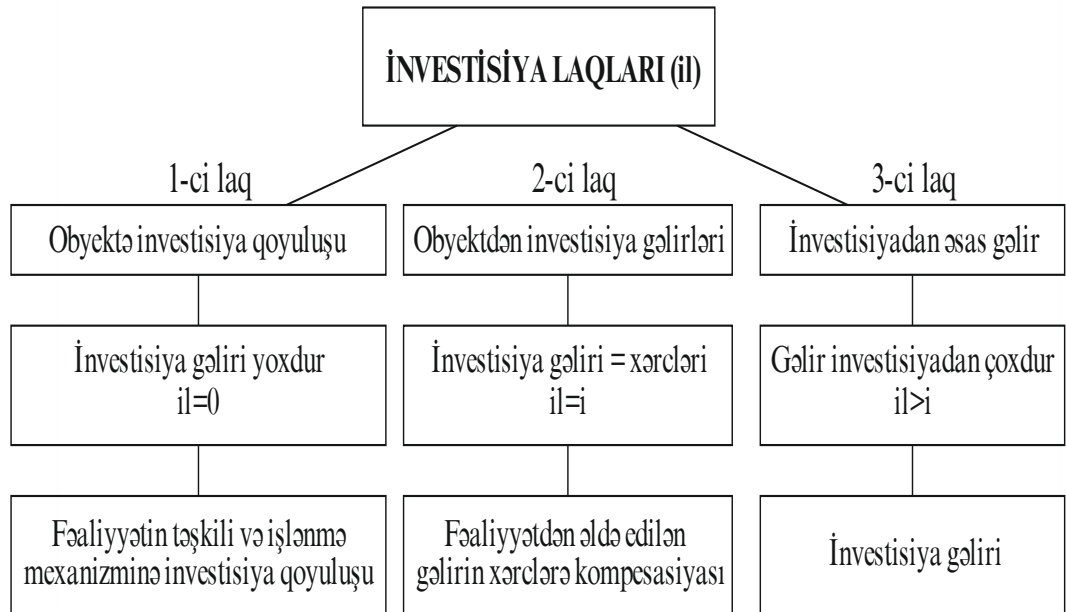 İNVESTİSİYA LAQLARI (il)
1-ci laq
2-ci laq
3-ci laq
Obyektə investisiya qoyuluşu
Obyektdən investisiya gəlirləri
İnvestisiyadan əsas gəlir
İnvestisiya gəliri yoxdur
il=0
İnvestisiya gəliri = xərcləri
il=i
Gəlir investisiyadan çoxdur
il>i
Fəaliyyətin təşkili və işlənmə
mexanizminə investisiya qoyuluşu
Fəaliyyətdən əldə edilən
gəlirin xərclərə kompesasiyası
İnvestisiya gəliri